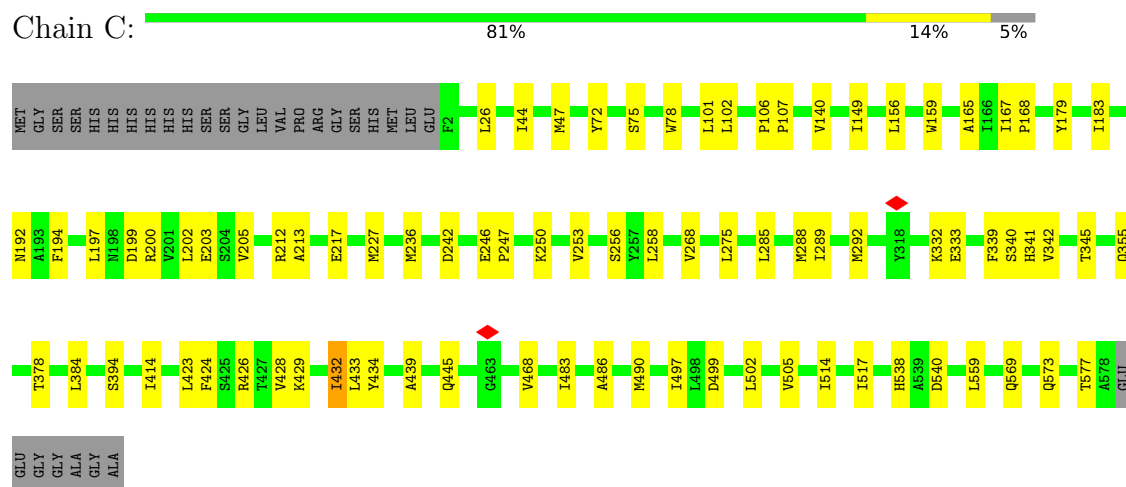 Chain C:
81% 14% 5%
MET GLY SER SER HIS HIS HIS HIS HIS HIS SER SER GLY LEU VAL PRO ARG GLY SER HIS MET LEU GLU F2 L26 I44 M47 Y72 S75 W78 L101 L102 P106 P107 V140 I149 L156 W159 A165 I166 I167 P168 Y179 I183
N192 A193 F194 L197 N198 D199 R200 V201 L202 E203 S204 V205 R212 A213 E217 M227 M236 D242 E246 P247 K250 V253 S256 Y257 L258 V268 L275 L285 M288 I289 M292 Y318 K332 E333 F339 S340 H341 V342 T345 Q355
T378 L384 S394 I414 L423 F424 S425 R426 T427 V428 K429 I432 L433 Y434 A439 Q445 G463 V468 I483 A486 M490 I497 L498 D499 L502 V505 I514 I517 H538 A539 D540 L559 Q569 Q573 T577 A578 GLU
GLU GLY GLY ALA GLY ALA